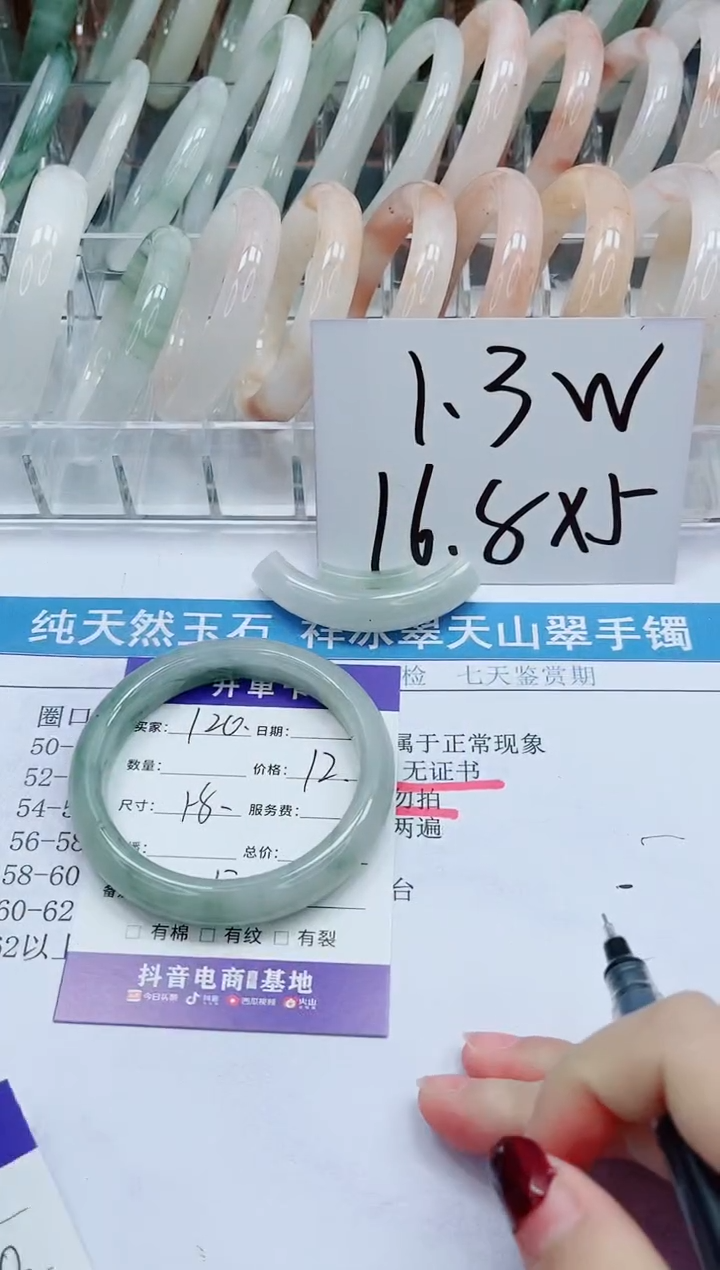 1.3W
16.8x5
纯天然玉石 祥冰翠天山翠手镯
检 七天鉴赏期
圈口
属于正常现象
50-
无证书
52-
勿拍
54-5
两遍
56-58
58-60
台
60-62
62以上
开单卡
买家: 120. 日期:
数量: 价格: 12.
尺寸: 服务费:
总价:
有棉 有纹 有裂
抖音电商 基地
今日头条 抖音 西瓜视频 火山